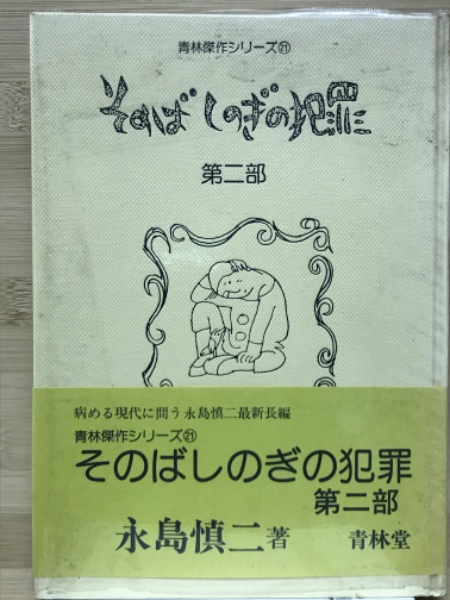 青林傑作シリーズ㉑
そのばしのぎの犯罪
第二部
病める現代に問う永島慎二最新長編
青林傑作シリーズ㉑
そのばしのぎの犯罪
第二部
永島慎二著 青林堂